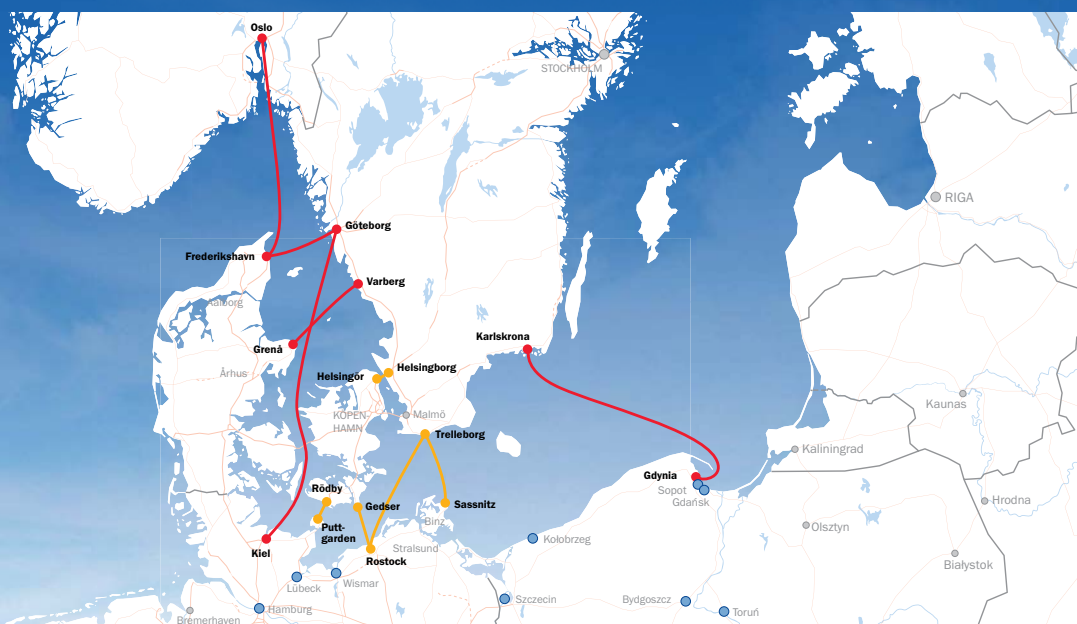 Oslo
STOCKHOLM
RIGA
Göteborg
Frederikshavn
Varberg
Aalborg
Karlskrona
Grenå
Helsingborg
Århus
Helsingör
Kaunas
KÖPEN-
HAMN
Malmö
Trelleborg
Kaliningrad
Gdynia
Rödby
Sopot
Gdańsk
Hrodna
Gedser
Sassnitz
Binz
Putt-
garden
Olsztyn
Kołobrzeg
Stralsund
Kiel
Rostock
Białystok
Wismar
Lübeck
Szczecin
Bydgoszcz
Hamburg
Toruń
Bremerhaven